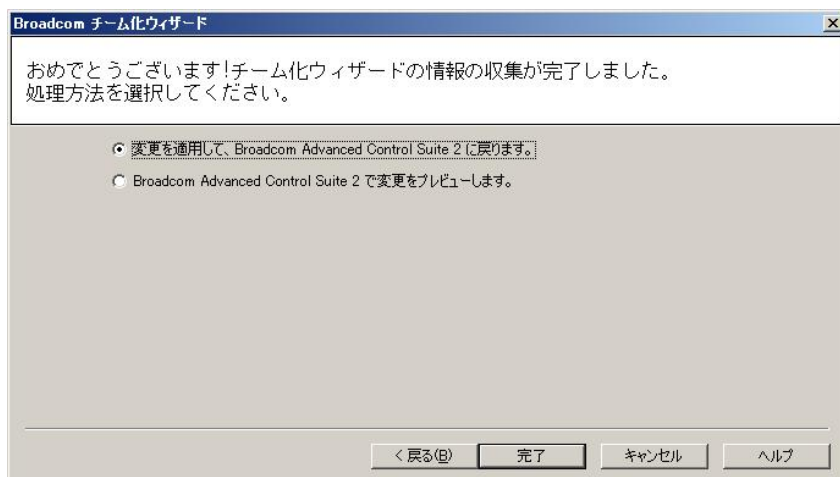 Broadcom チーム化ウィザード
おめでとうございます!チーム化ウィザードの情報の収集が完了しました。
処理方法を選択してください。
変更を適用して、Broadcom Advanced Control Suite 2 に戻ります。
Broadcom Advanced Control Suite 2 で変更をプレビューします。
< 戻る(B)
完了
キャンセル
ヘルプ